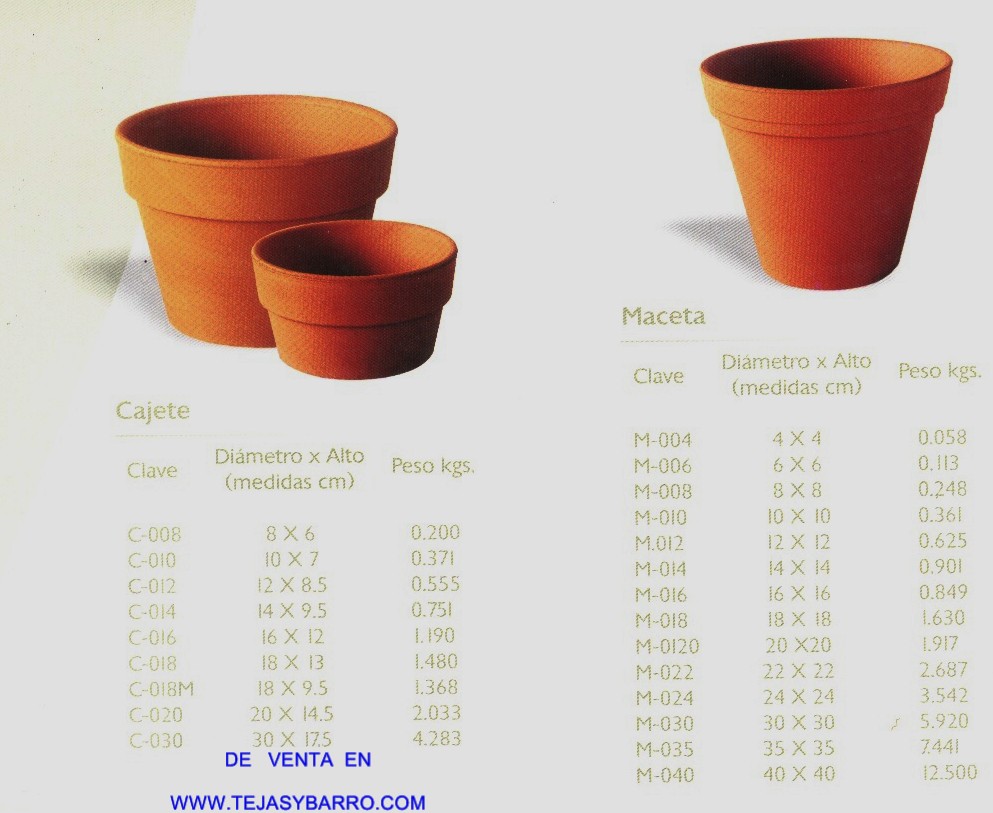 Cajete
Clave Diámetro x Alto (medidas cm) Peso kgs.
C-008 8 X 6 0.200
C-010 10 X 7 0.371
C-012 12 X 8.5 0.555
C-014 14 X 9.5 0.751
C-016 16 X 12 1.190
C-018 18 X 13 1.480
C-018M 18 X 9.5 1.368
C-020 20 X 14.5 2.033
C-030 30 X 17.5 4.283
DE VENTA EN
WWW.TEJASYBARRO.COM
Maceta
Clave Diámetro x Alto (medidas cm) Peso kgs.
M-004 4 X 4 0.058
M-006 6 X 6 0.113
M-008 8 X 8 0.248
M-010 10 X 10 0.361
M.012 12 X 12 0.625
M-014 14 X 14 0.901
M-016 16 X 16 0.849
M-018 18 X 18 1.630
M-0120 20 X20 1.917
M-022 22 X 22 2.687
M-024 24 X 24 3.542
M-030 30 X 30 5.920
M-035 35 X 35 7.441
M-040 40 X 40 12.500